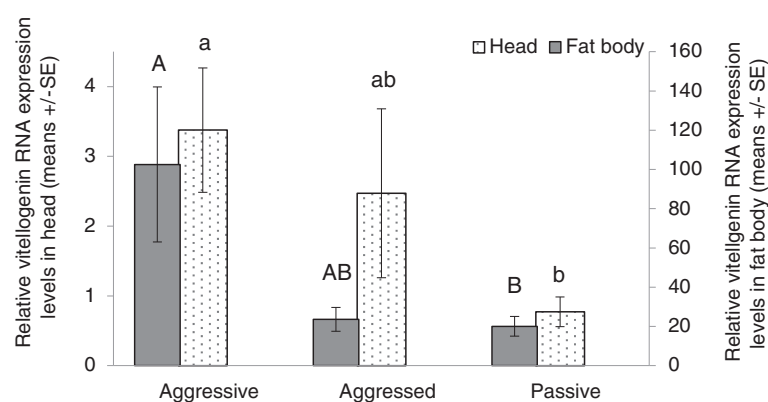 Relative vitellogenin RNA expression
levels in head (means +/-SE)
4
3
2
1
0
A
a
AB
ab
B
b
Head
Fat body
160
140
120
100
80
60
40
20
0
Relative vitellgenin RNA expression
levels in fat body (means +/- SE)
Aggressive
Aggressed
Passive